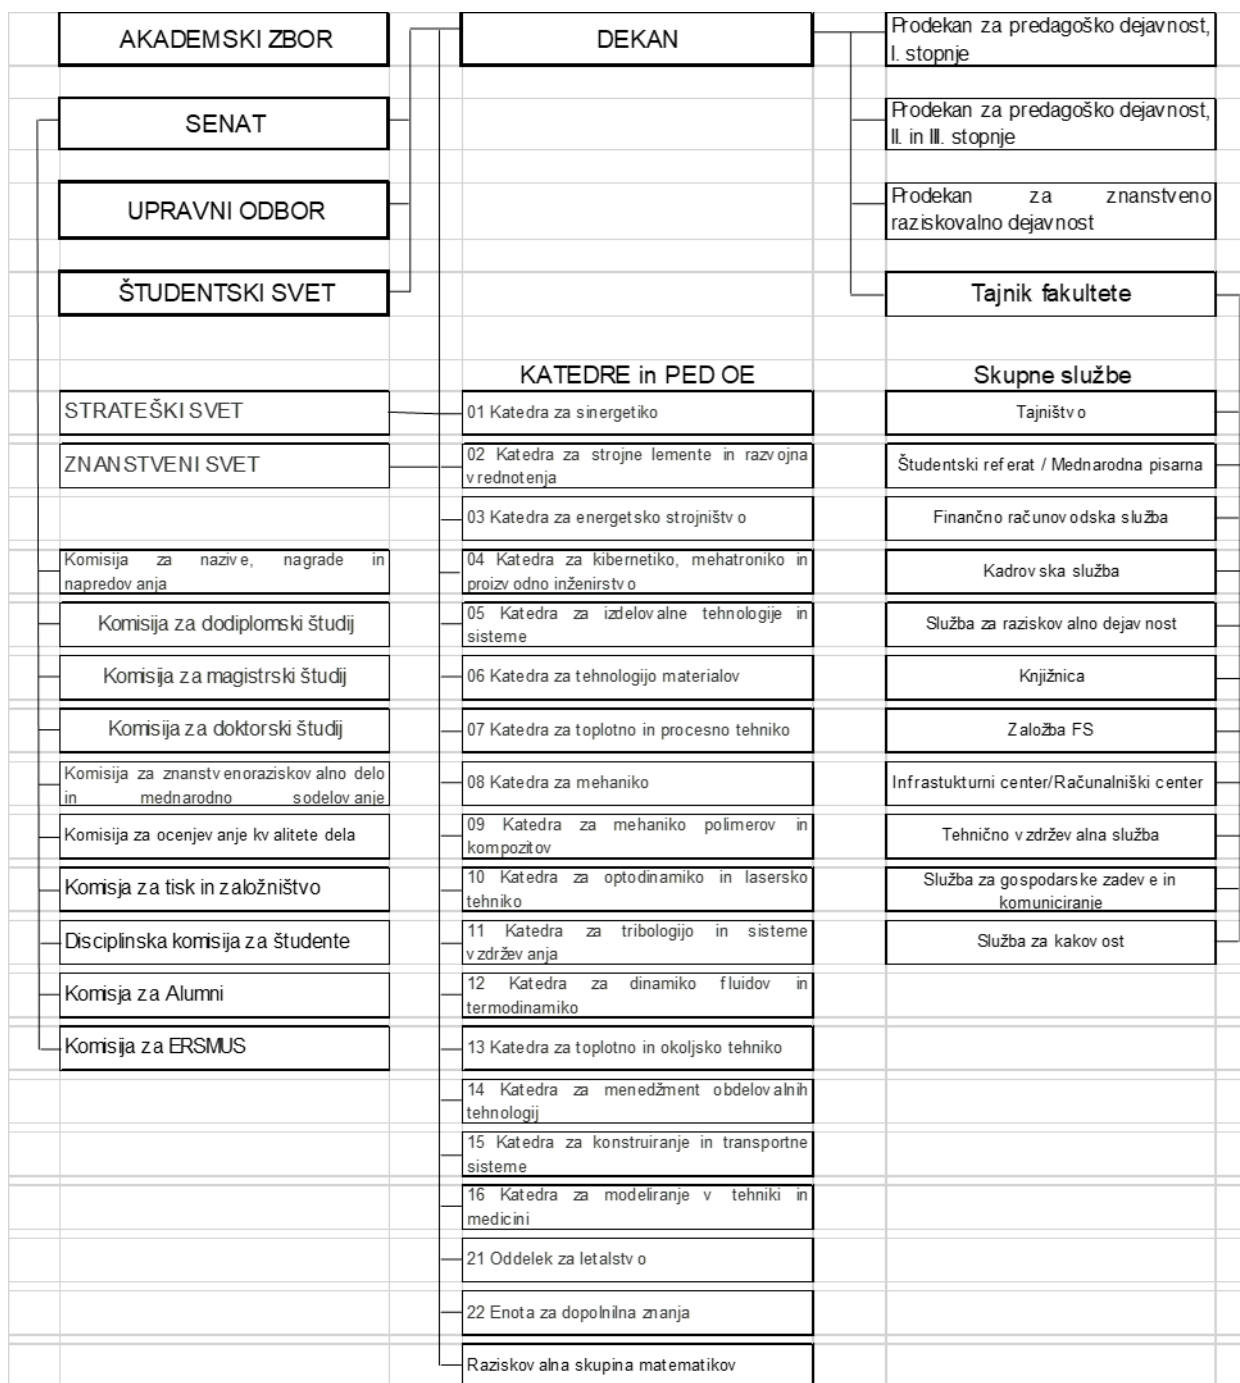 AKADEMSKI ZBOR
SENAT
UPRAVNI ODBOR
ŠTUDENTSKI SVET
STRATEŠKI SVET
ZNANSTVENI SVET
Komisija za nazive, nagrade in
napredovanja
Komisija za dodiplomski študij
Komisija za magistrski študij
Komisija za doktorski študij
Komisija za znanstvenoraziskovalno delo
in mednarodno sodelovanje
Komisija za ocenjevanje kvalitete dela
Komisja za tisk in založništvo
Disciplinska komisija za študente
Komisja za Alumni
Komisija za ERSMUS
DEKAN
KATEDRE in PED OE
01 Katedra za sinergetiko
02 Katedra za strojne lemente in razvojna
vrednotenja
03 Katedra za energetsko strojništvo
04 Katedra za kibernetiko, mehatroniko in
proizvodno inženirstvo
05 Katedra za izdelovalne tehnologije in
sisteme
06 Katedra za tehnologijo materialov
07 Katedra za toplotno in procesno tehniko
08 Katedra za mehaniko
09 Katedra za mehaniko polimerov in
kompozitov
10 Katedra za optodinamiko in lasersko
tehniko
11 Katedra za tribologijo in sisteme
vzdrževanja
12 Katedra za dinamiko fluidov in
termodinamiko
13 Katedra za toplotno in okoljsko tehniko
14 Katedra za menedžment obdelovalnih
tehnologij
15 Katedra za konstruiranje in transportne
sisteme
16 Katedra za modeliranje v tehniki in
medicini
21 Oddelek za letalstvo
22 Enota za dopolnilna znanja
Raziskovalna skupina matematikov
Prodekan za predagoško dejavnost,
I. stopnje
Prodekan za predagoško dejavnost,
II. in III. stopnje
Prodekan za znanstveno
raziskovalno dejavnost
Tajnik fakultete
Skupne službe
Tajništvo
Študentski referat / Mednarodna pisarna
Finančno računovodska služba
Kadrovska služba
Služba za raziskovalno dejavnost
Knjižnica
Založba FS
Infrastukturni center/Računalniški center
Tehnično vzdrževalna služba
Služba za gospodarske zadeve in
komuniciranje
Služba za kakovost